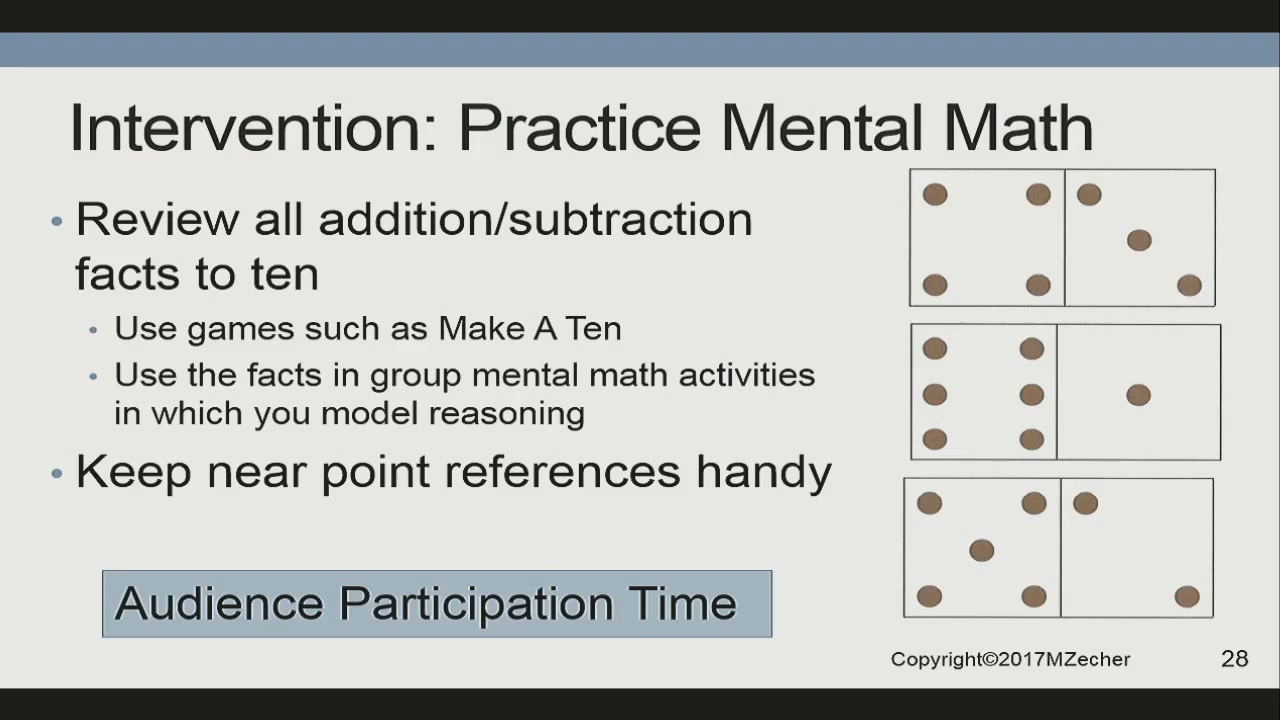 Intervention: Practice Mental Math
• Review all addition/subtraction
facts to ten
• Use games such as Make A Ten
• Use the facts in group mental math activities
in which you model reasoning
• Keep near point references handy
Audience Participation Time
Copyright©2017MZecher
28